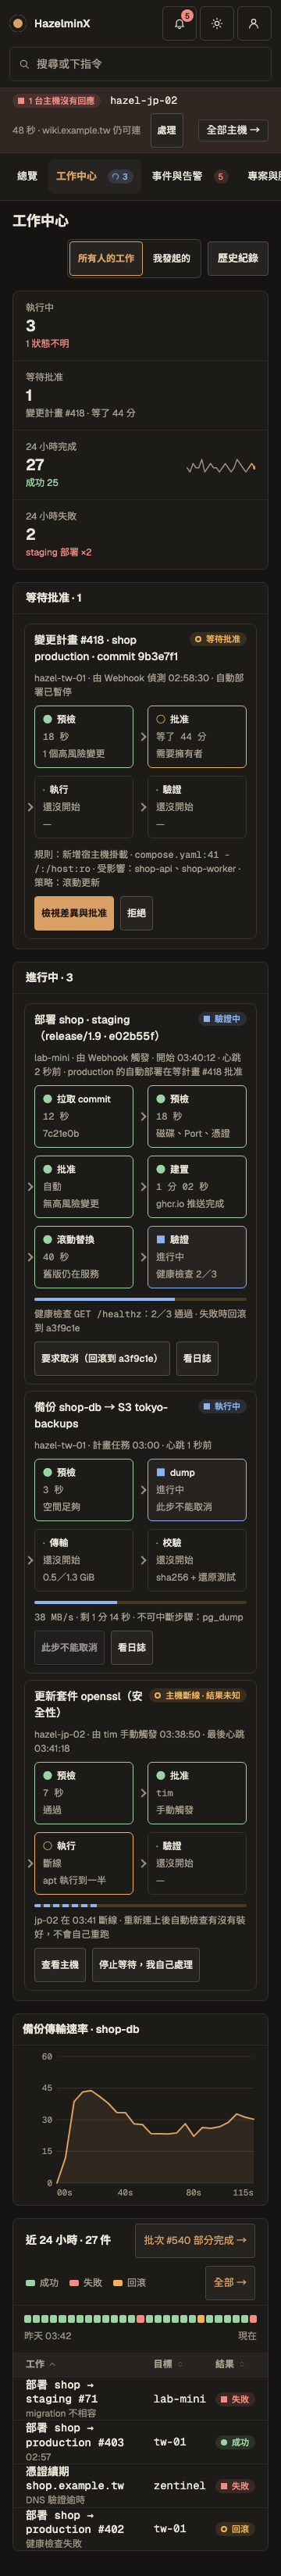 HazelminX
5
搜尋或下指令
1 台主機沒有回應 hazel-jp-02
48 秒 · wiki.example.tw 仍可連 處理 全部主機 →
總覽 工作中心 3 事件與告警 5 專案與
工作中心
所有人的工作 我發起的 歷史紀錄
執行中
3
1 狀態不明
等待批准
1
變更計畫 #418 · 等了 44 分
24 小時完成
27
成功 25
24 小時失敗
2
staging 部署 ×2
等待批准 · 1
變更計畫 #418 · shop 等待批准
production · commit 9b3e7f1
hazel-tw-01 · 由 Webhook 偵測 02:58:30 · 自動部
署已暫停
預檢 批准
18 秒 等了 44 分
1 個高風險變更 需要擁有者
· 執行 · 驗證
還沒開始 還沒開始
— —
規則：新增宿主機掛載 · compose.yaml:41 -
/:/host:ro · 受影響：shop-api、shop-worker ·
策略：滾動更新
檢視差異與批准 拒絕
進行中 · 3
部署 shop · staging 驗證中
（release/1.9 · e02b55f）
lab-mini · 由 Webhook 觸發 · 開始 03:40:12 · 心跳
2 秒前 · production 的自動部署在等計畫 #418 批准
拉取 commit 預檢
12 秒 18 秒
7c21e0b 磁碟、Port、憑證
批准 建置
自動 1 分 02 秒
無高風險變更 ghcr.io 推送完成
滾動替換 驗證
40 秒 進行中
舊版仍在服務 健康檢查 2／3
健康檢查 GET /healthz：2／3 通過 · 失敗時回滾
到 a3f9c1e
要求取消（回滾到 a3f9c1e） 看日誌
備份 shop-db → S3 tokyo- 執行中
backups
hazel-tw-01 · 計畫任務 03:00 · 心跳 1 秒前
預檢 dump
3 秒 進行中
空間足夠 此步不能取消
· 傳輸 · 校驗
還沒開始 還沒開始
0.5／1.3 GiB sha256 + 還原測試
38 MB/s · 剩 1 分 14 秒 · 不可中斷步驟：pg_dump
此步不能取消 看日誌
更新套件 openssl（安 主機斷線 · 結果未知
全性）
hazel-jp-02 · 由 tim 手動觸發 03:38:50 · 最後心跳
03:41:18
預檢 批准
7 秒 tim
通過 手動觸發
執行 · 驗證
斷線 還沒開始
apt 執行到一半 —
jp-02 在 03:41 斷線 · 重新連上後自動檢查有沒有裝
好，不會自己重跑
查看主機 停止等待，我自己處理
備份傳輸速率 · shop-db
60
45
30
15
0
00s 40s 80s 115s
近 24 小時 · 27 件 批次 #540 部分完成 →
成功 失敗 回滾 全部 →
昨天 03:42 現在
工作 目標 結果
部署 shop →
staging #71 lab-mini 失敗
migration 不相容
部署 shop →
production #403 tw-01 成功
02:57
憑證續期
shop.example.tw zentinel 失敗
DNS 驗證逾時
部署 shop →
production #402 tw-01 回滾
健康檢查失敗